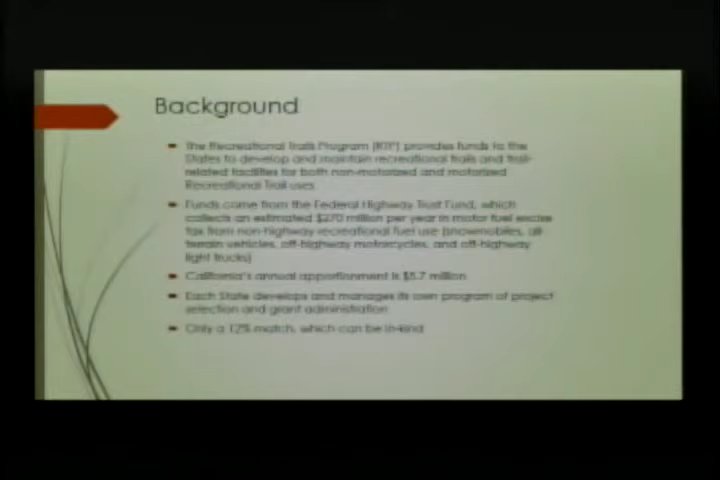 Background
The Recreational Trails Program (RTP) provides funds to the
States to develop and maintain recreational trails and trail-
related facilities for both non-motorized and motorized
Recreational Trail uses.
Funds come from the Federal Highway Trust Fund, which
collects an estimated $270 million per year in motor fuel excise
tax from non-highway recreational fuel use (snowmobiles, all-
terrain vehicles, off-highway motorcycles, and off-highway
light trucks)
California's annual apportionment is $5.7 million
Each State develops and manages its own program of project
selection and grant administration
Only a 12% match, which can be in-kind